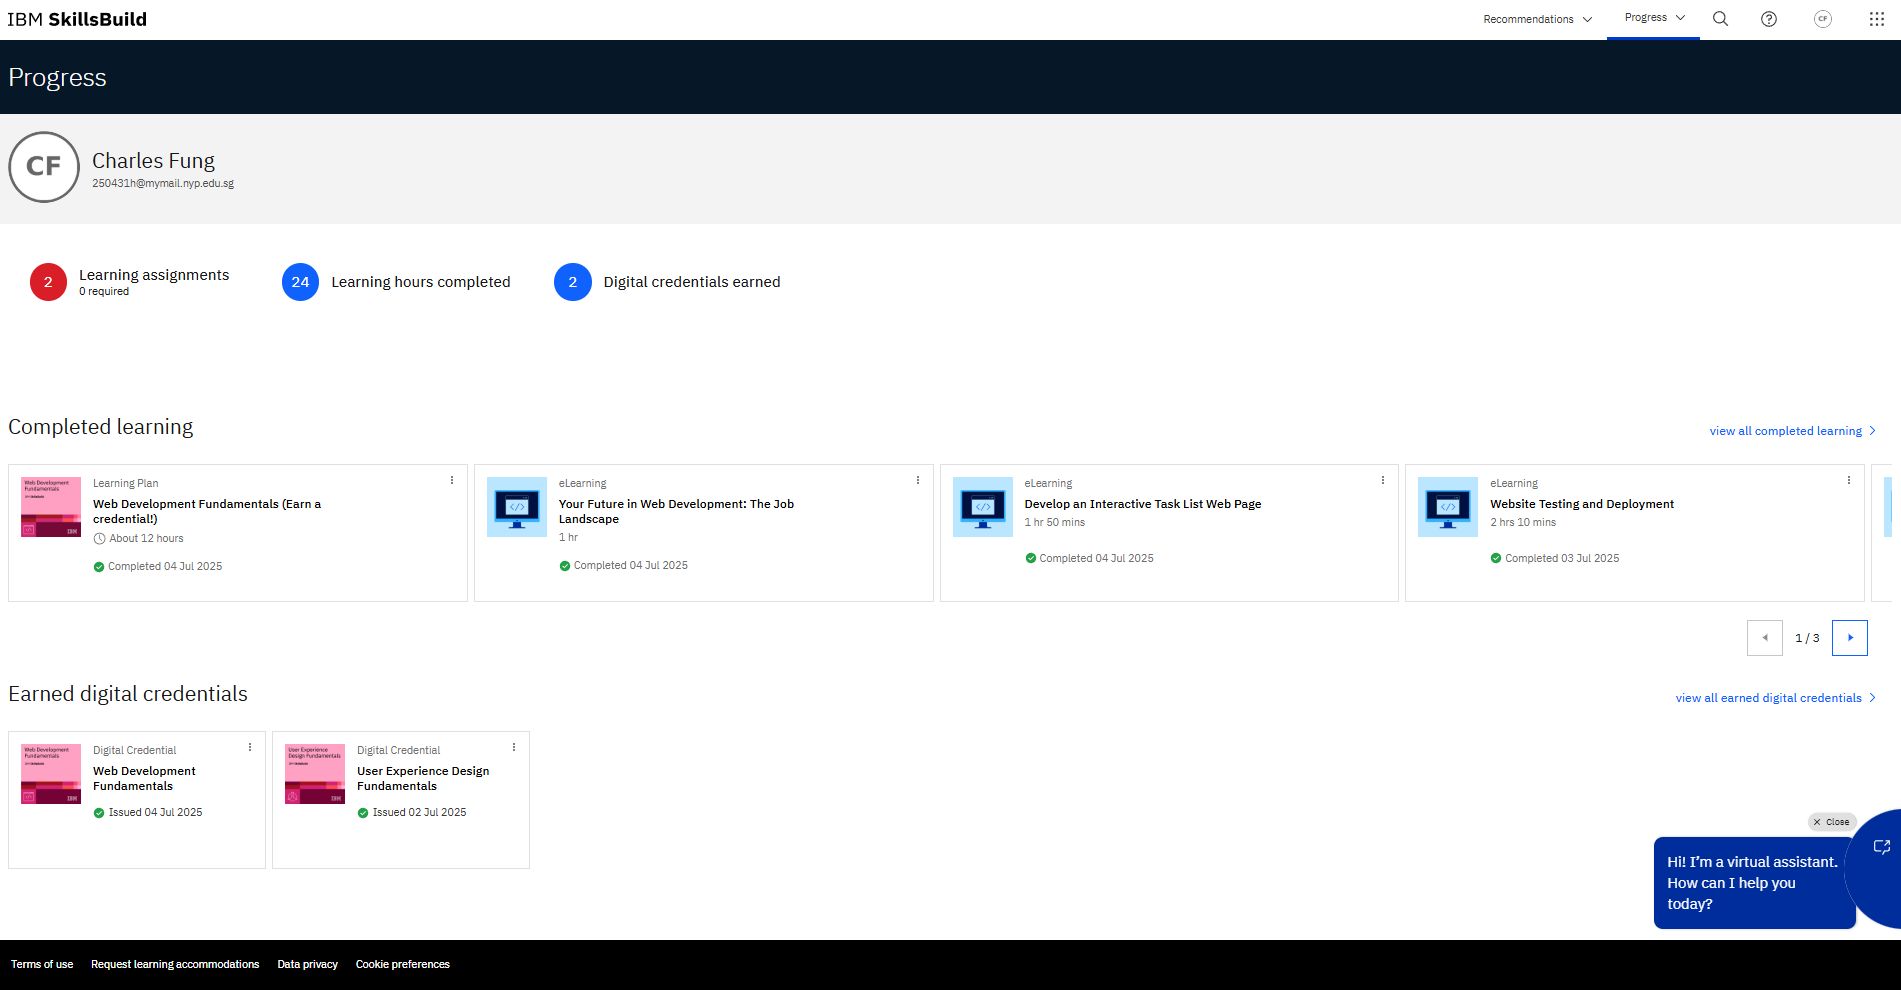 IBM SkillsBuild
Recommendations
Progress
CF
Progress
CF
Charles Fung
250431h@mymail.nyp.edu.sg
2
Learning assignments
0 required
24
Learning hours completed
2
Digital credentials earned
Completed learning
view all completed learning
Web Development
Fundamentals
IBM
Learning Plan
Web Development Fundamentals (Earn a
credential!)
About 12 hours
Completed 04 Jul 2025
eLearning
Your Future in Web Development: The Job
Landscape
1 hr
Completed 04 Jul 2025
eLearning
Develop an Interactive Task List Web Page
1 hr 50 mins
Completed 04 Jul 2025
eLearning
Website Testing and Deployment
2 hrs 10 mins
Completed 03 Jul 2025
1 / 3
Earned digital credentials
view all earned digital credentials
Web Development
Fundamentals
IBM
Digital Credential
Web Development
Fundamentals
Issued 04 Jul 2025
User Experience
Design Fundamentals
IBM
Digital Credential
User Experience Design
Fundamentals
Issued 02 Jul 2025
Close
Hi! I'm a virtual assistant.
How can I help you
today?
Terms of use
Request learning accommodations
Data privacy
Cookie preferences